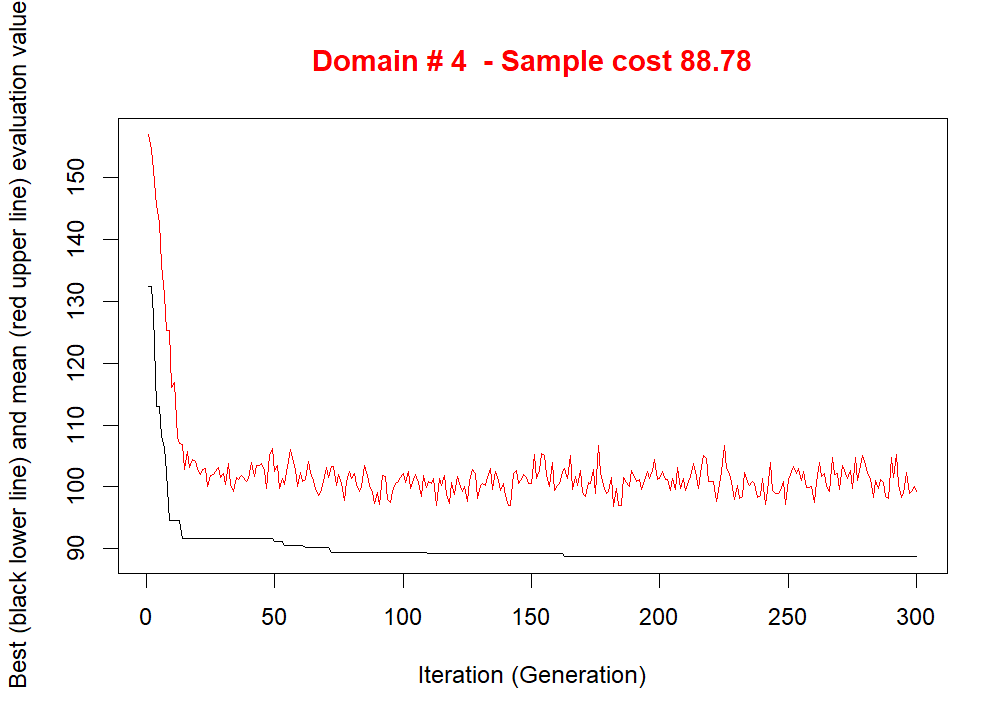 Domain # 4  - Sample cost 88.78
Best (black lower line) and mean (red upper line) evaluation value
150
140
130
120
110
100
90
0 50 100 150 200 250 300
Iteration (Generation)